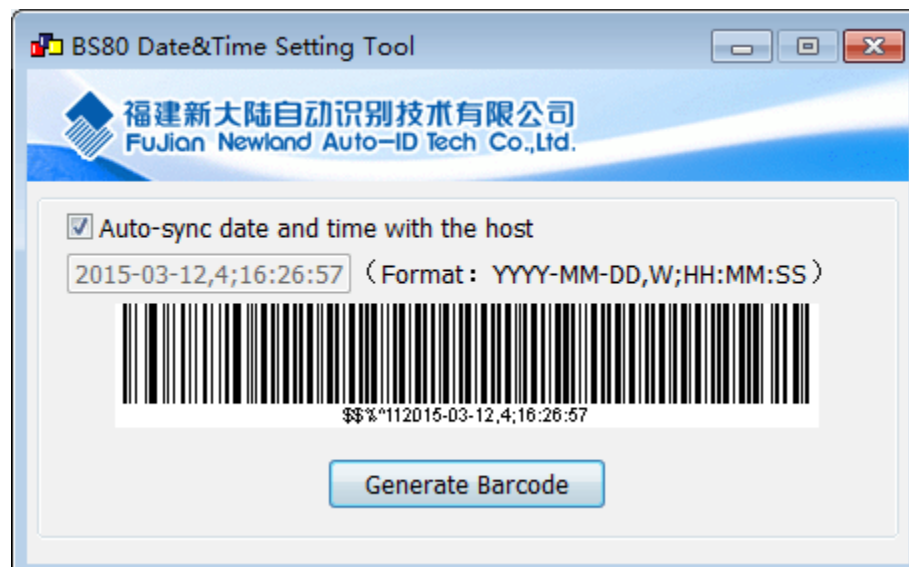 BS80 Date&Time Setting Tool
福建新大陆自动识别技术有限公司
FuJian Newland Auto-ID Tech Co.,Ltd.
Auto-sync date and time with the host
2015-03-12,4;16:26:57 (Format: YYYY-MM-DD,W;HH:MM:SS)
$$%^112015-03-12,4;16:26:57
Generate Barcode